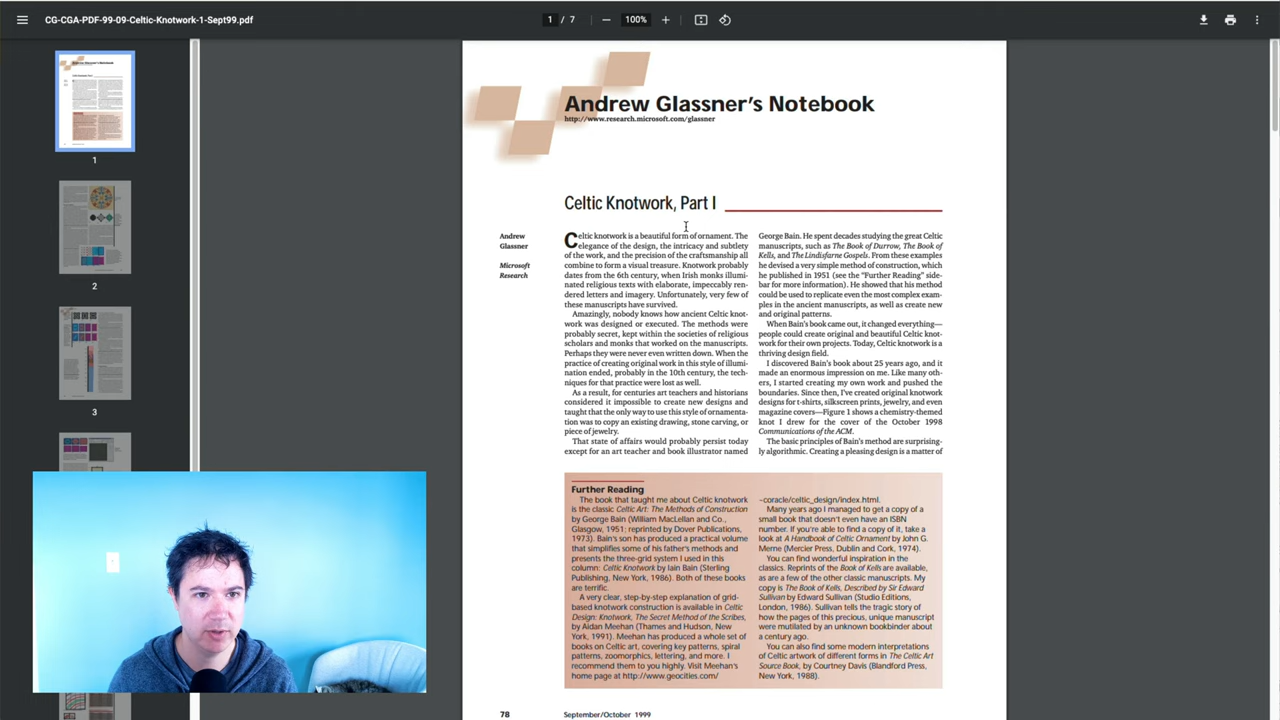 CG-CGA-PDF-99-09-Celtic-Knotwork-1-Sept99.pdf
1 / 7
100%
1
2
3
Andrew Glassner's Notebook
http://www.research.microsoft.com/glassner
Celtic Knotwork, Part I
Andrew
Glassner
Microsoft
Research
Celtic knotwork is a beautiful form of ornament. The
elegance of the design, the intricacy and subtlety
of the work, and the precision of the craftsmanship all
combine to form a visual treasure. Knotwork probably
dates from the 6th century, when Irish monks illumi-
nated religious texts with elaborate, impeccably ren-
dered letters and imagery. Unfortunately, very few of
these manuscripts have survived.
Amazingly, nobody knows how ancient Celtic knot-
work was designed or executed. The methods were
probably secret, kept within the societies of religious
scholars and monks that worked on the manuscripts.
Perhaps they were never even written down. When the
practice of creating original work in this style of illumi-
nation ended, probably in the 10th century, the tech-
niques for that practice were lost as well.
As a result, for centuries art teachers and historians
considered it impossible to create new designs and
taught that the only way to use this style of ornamenta-
tion was to copy an existing drawing, stone carving, or
piece of jewelry.
That state of affairs would probably persist today
except for an art teacher and book illustrator named
George Bain. He spent decades studying the great Celtic
manuscripts, such as The Book of Durrow, The Book of
Kells, and The Lindisfarne Gospels. From these examples
he devised a very simple method of construction, which
he published in 1951 (see the "Further Reading" side-
bar for more information). He showed that his method
could be used to replicate even the most complex exam-
ples in the ancient manuscripts, as well as create new
and original patterns.
When Bain's book came out, it changed everything—
people could create original and beautiful Celtic knot-
work for their own projects. Today, Celtic knotwork is a
thriving design field.
I discovered Bain's book about 25 years ago, and it
made an enormous impression on me. Like many oth-
ers, I started creating my own work and pushed the
boundaries. Since then, I've created original knotwork
designs for t-shirts, silkscreen prints, jewelry, and even
magazine covers—Figure 1 shows a chemistry-themed
knot I drew for the cover of the October 1998
Communications of the ACM.
The basic principles of Bain's method are surprising-
ly algorithmic. Creating a pleasing design is a matter of
Further Reading
The book that taught me about Celtic knotwork
is the classic Celtic Art: The Methods of Construction
by George Bain (William MacLellan and Co.,
Glasgow, 1951; reprinted by Dover Publications,
1973). Bain's son has produced a practical volume
that simplifies some of his father's methods and
presents the three-grid system I used in this
column: Celtic Knotwork by Iain Bain (Sterling
Publishing, New York, 1986). Both of these books
are terrific.
A very clear, step-by-step explanation of grid-
based knotwork construction is available in Celtic
Design: Knotwork, The Secret Method of the Scribes,
by Aidan Meehan (Thames and Hudson, New
York, 1991). Meehan has produced a whole set of
books on Celtic art, covering key patterns, spiral
patterns, zoomorphics, lettering, and more. I
recommend them to you highly. Visit Meehan's
home page at http://www.geocities.com/
~coracle/celtic_design/index.html.
Many years ago I managed to get a copy of a
small book that doesn't even have an ISBN
number. If you're able to find a copy of it, take a
look at A Handbook of Celtic Ornament by John G.
Merne (Mercier Press, Dublin and Cork, 1974).
You can find wonderful inspiration in the
classics. Reprints of the Book of Kells are available,
as are a few of the other classic manuscripts. My
copy is The Book of Kells, Described by Sir Edward
Sullivan by Edward Sullivan (Studio Editions,
London, 1986). Sullivan tells the tragic story of
how the pages of this precious, unique manuscript
were mutilated by an unknown bookbinder about
a century ago.
You can also find some modern interpretations
of Celtic artwork of different forms in The Celtic Art
Source Book, by Courtney Davis (Blandford Press,
New York, 1988).
78
September/October 1999